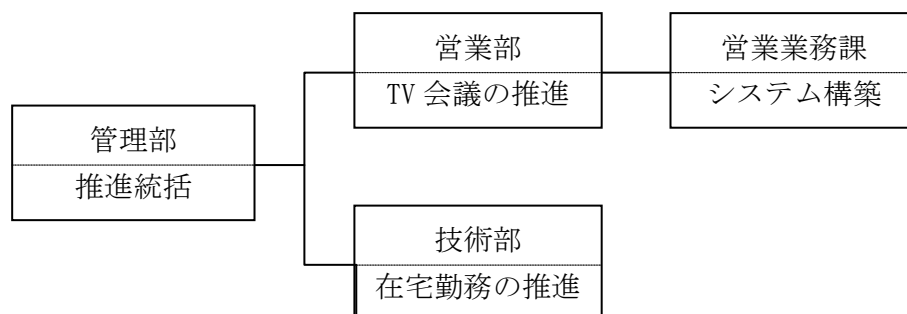 営業部
TV 会議の推進
営業業務課
システム構築
管理部
推進統括
技術部
在宅勤務の推進